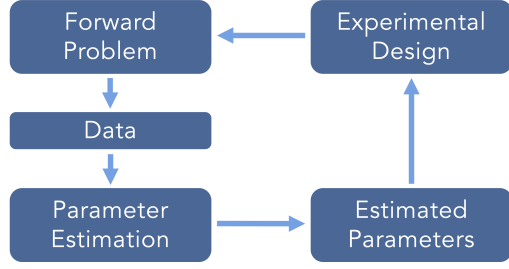 Forward
Problem
Experimental
Design
Data
Parameter
Estimation
Estimated
Parameters